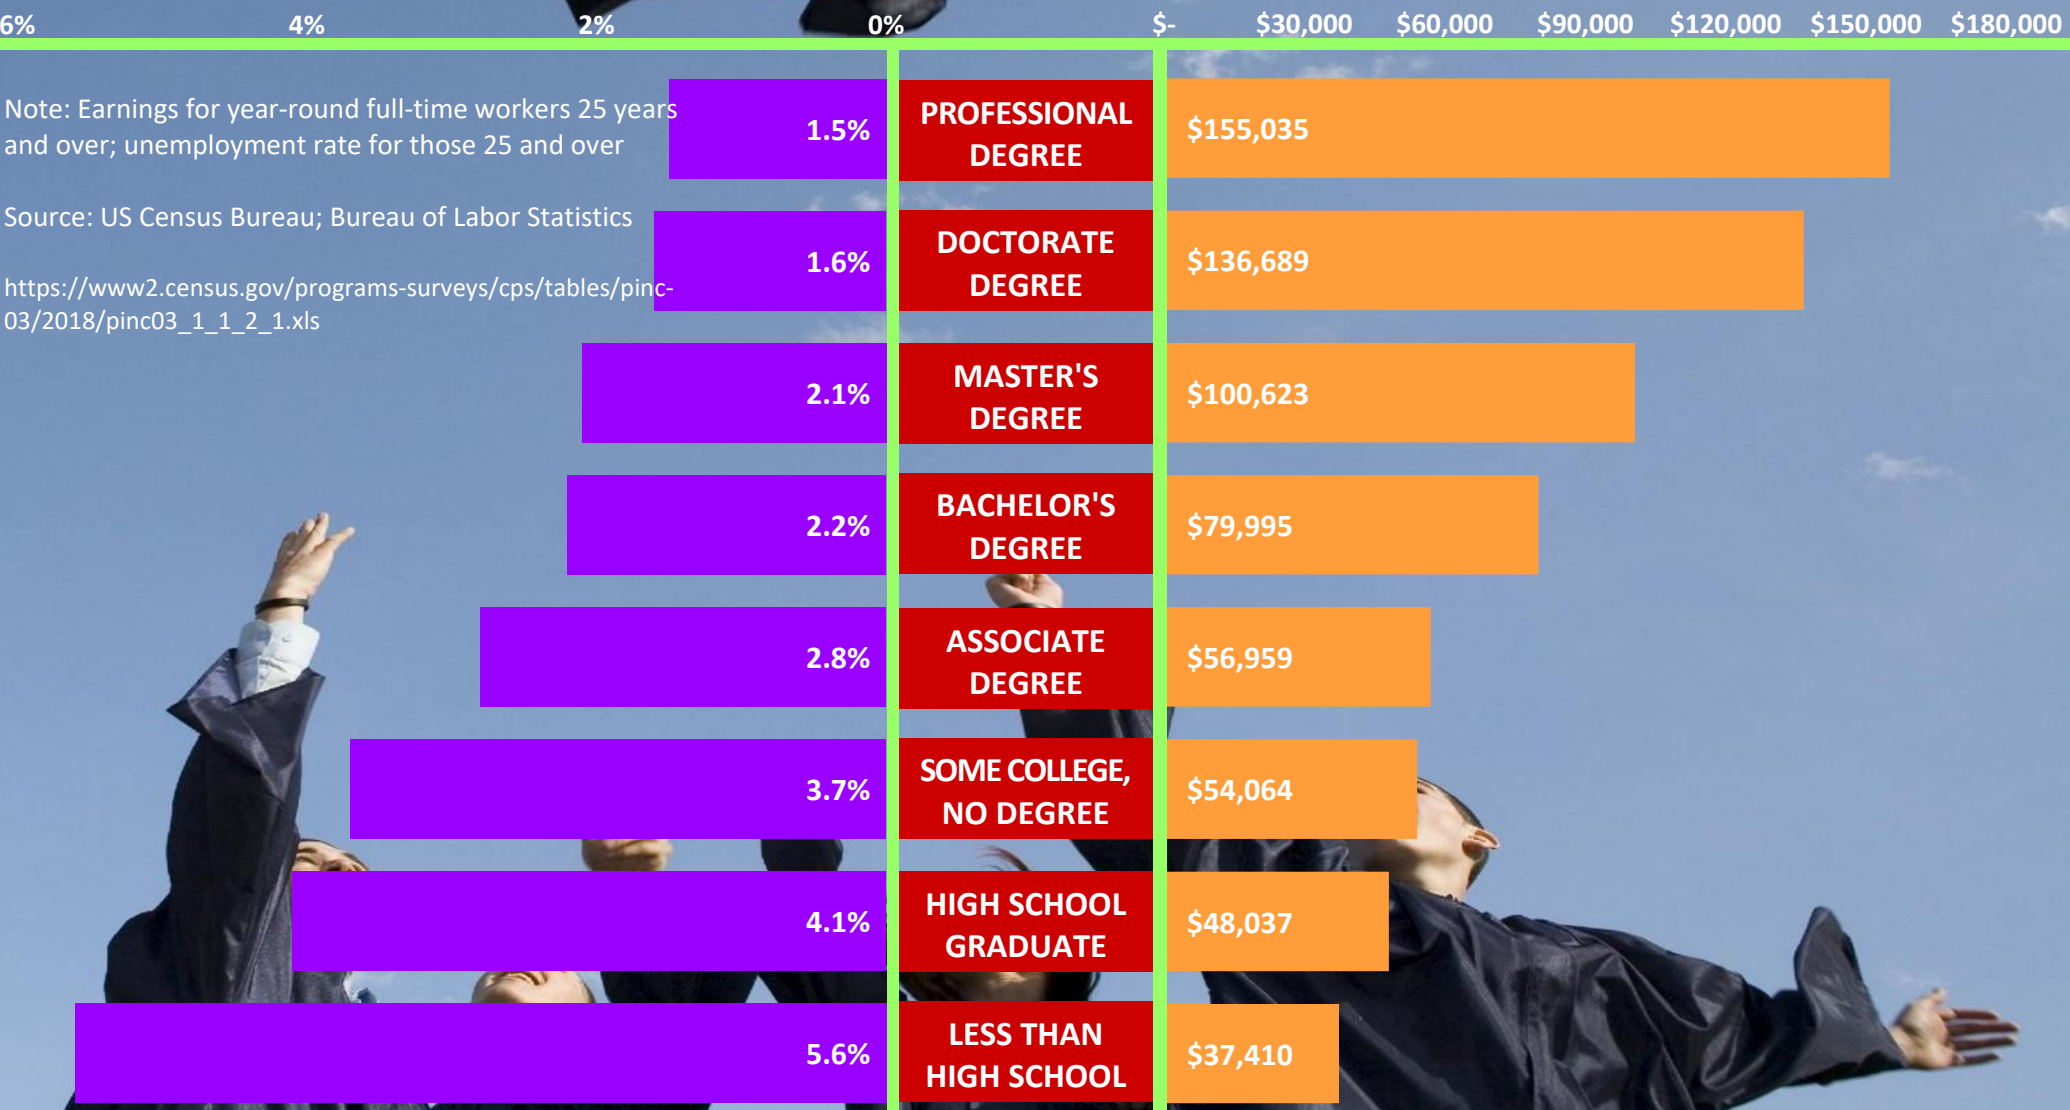 6% 4% 2% 0% $- $30,000 $60,000 $90,000 $120,000 $150,000 $180,000
Note: Earnings for year-round full-time workers 25 years
and over; unemployment rate for those 25 and over
Source: US Census Bureau; Bureau of Labor Statistics
https://www2.census.gov/programs-surveys/cps/tables/pinc-
03/2018/pinc03_1_1_2_1.xls
1.5%
PROFESSIONAL
DEGREE
$155,035
1.6%
DOCTORATE
DEGREE
$136,689
2.1%
MASTER'S
DEGREE
$100,623
2.2%
BACHELOR'S
DEGREE
$79,995
2.8%
ASSOCIATE
DEGREE
$56,959
3.7%
SOME COLLEGE,
NO DEGREE
$54,064
4.1%
HIGH SCHOOL
GRADUATE
$48,037
5.6%
LESS THAN
HIGH SCHOOL
$37,410